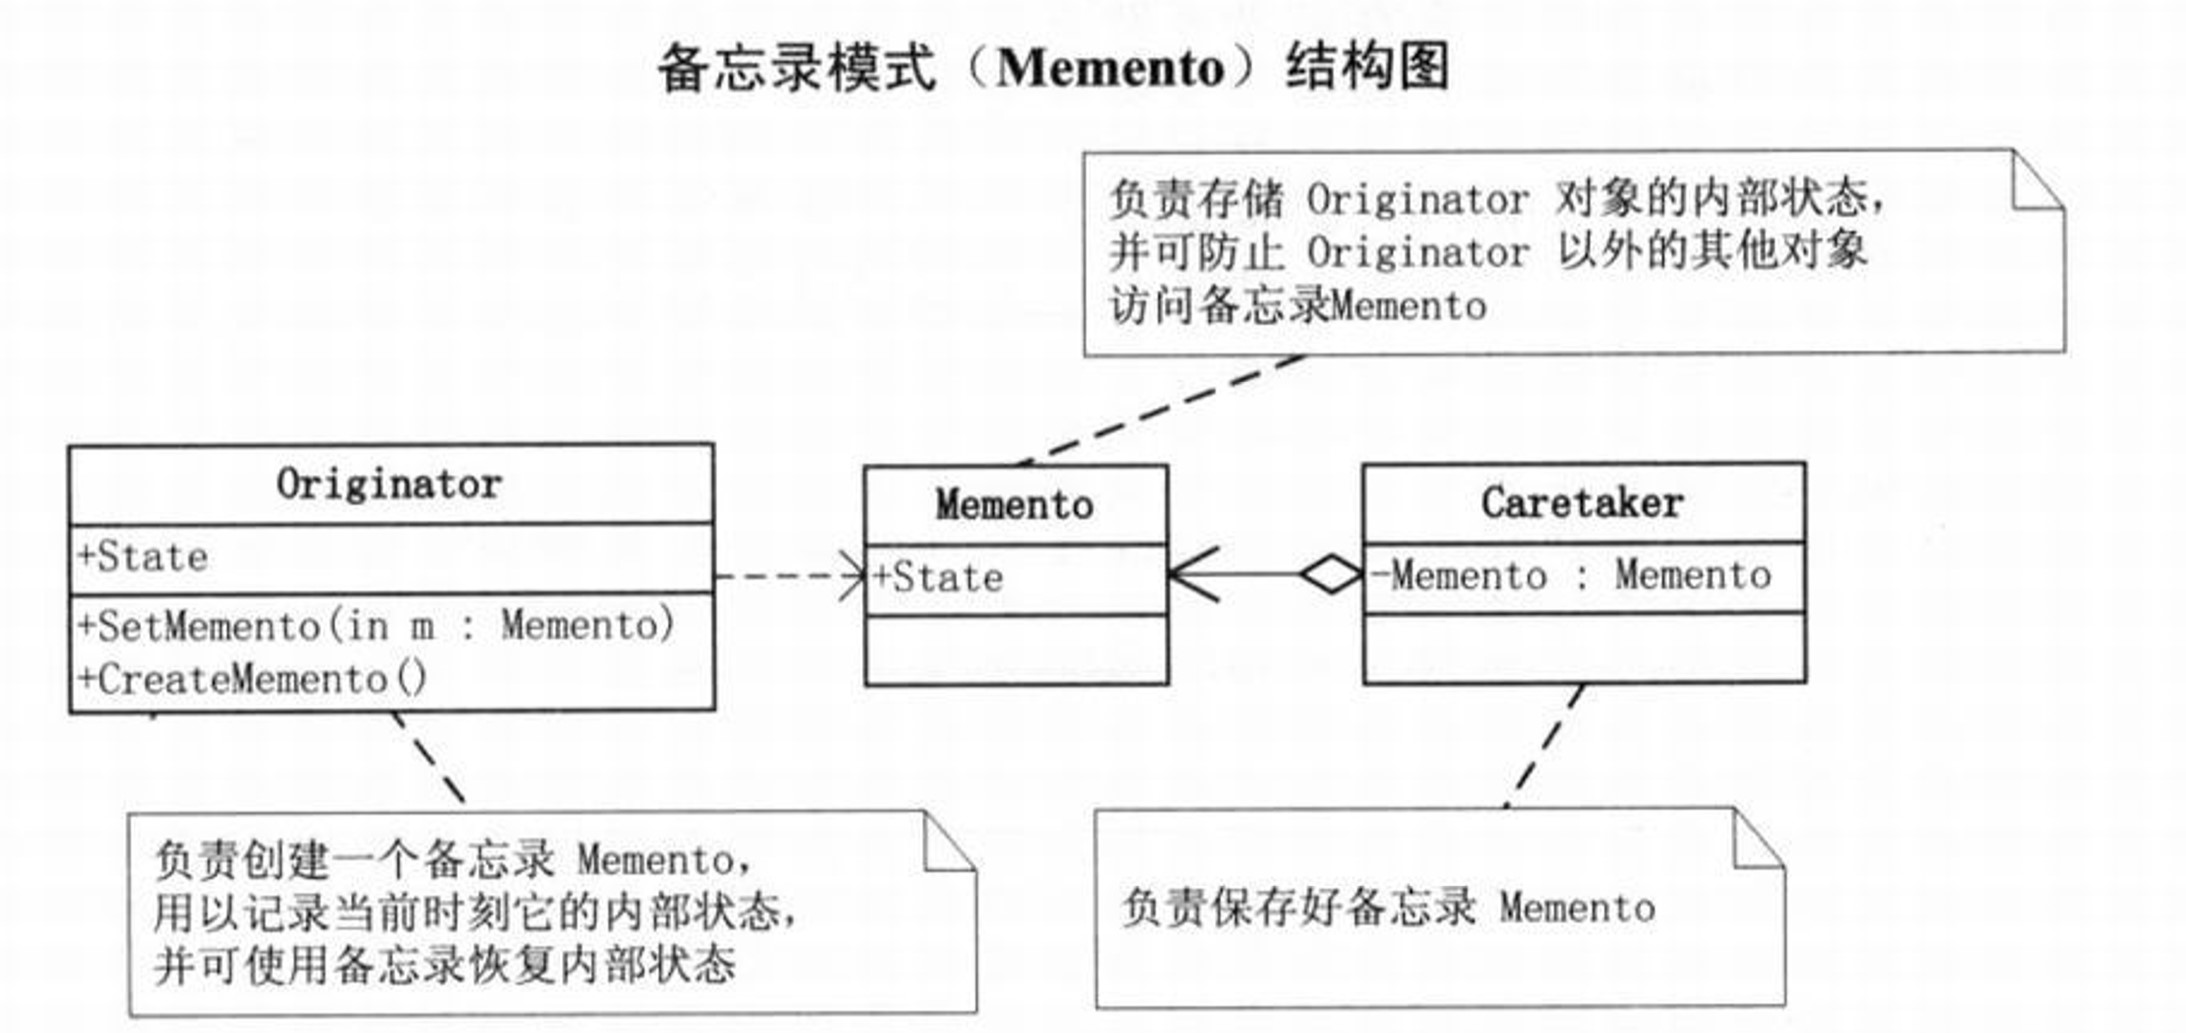 备忘录模式（Memento）结构图
负责存储 Originator 对象的内部状态，
并可防止 Originator 以外的其他对象
访问备忘录Memento
Originator
+State
+SetMemento(in m : Memento)
+CreateMemento()
Memento
+State
Caretaker
-Memento : Memento
负责创建一个备忘录 Memento，
用以记录当前时刻它的内部状态，
并可使用备忘录恢复内部状态
负责保存好备忘录 Memento